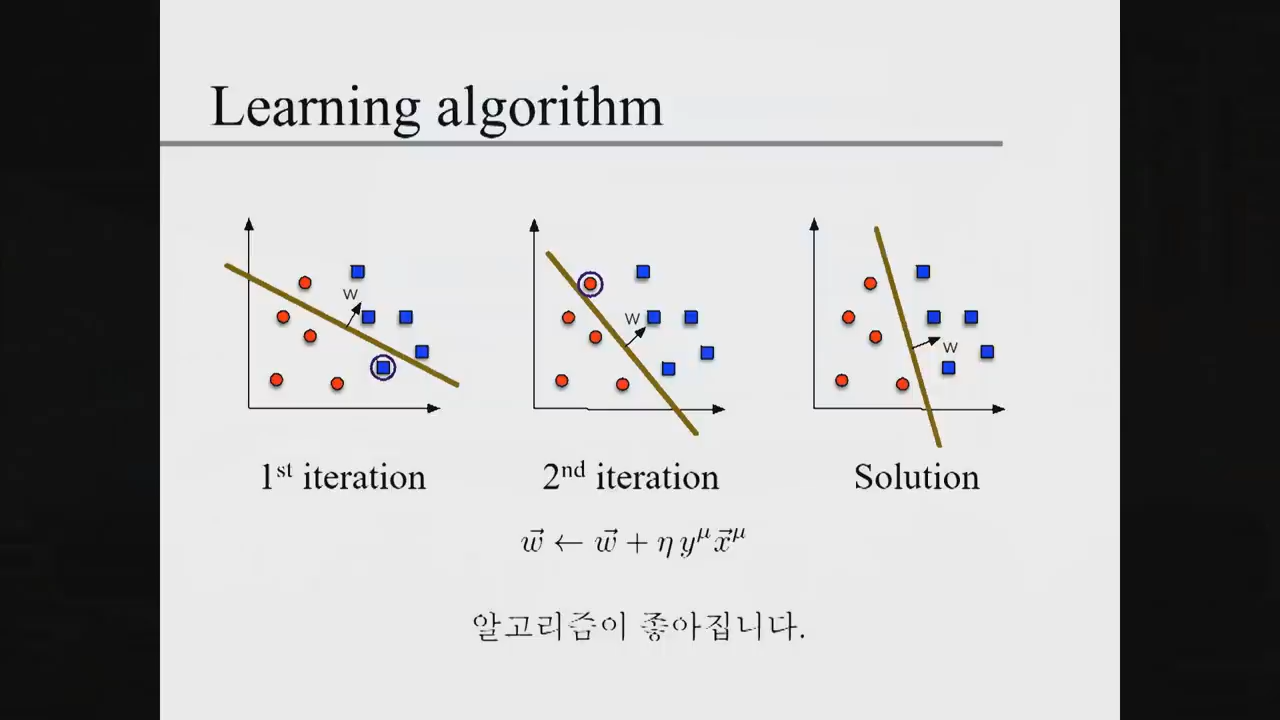 Learning algorithm
w w w
1st iteration 2nd iteration Solution
w⃗ ← w⃗ + η y^μ x⃗^μ
알고리즘이 좋아집니다.